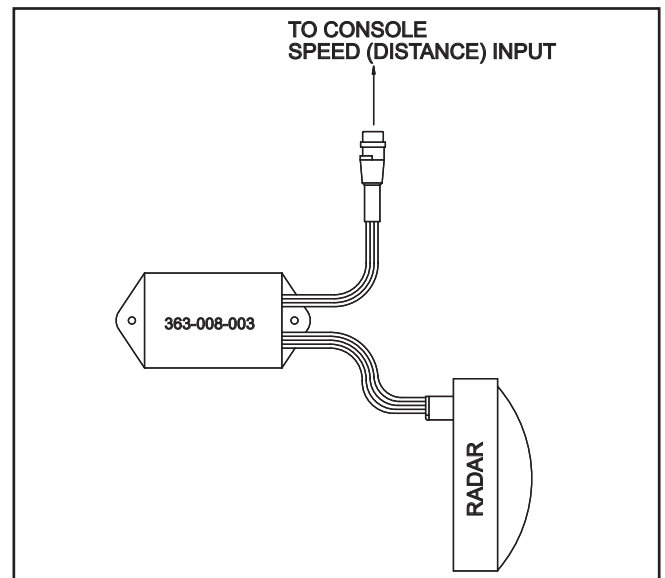 TO CONSOLE
SPEED (DISTANCE) INPUT
363-008-003
RADAR